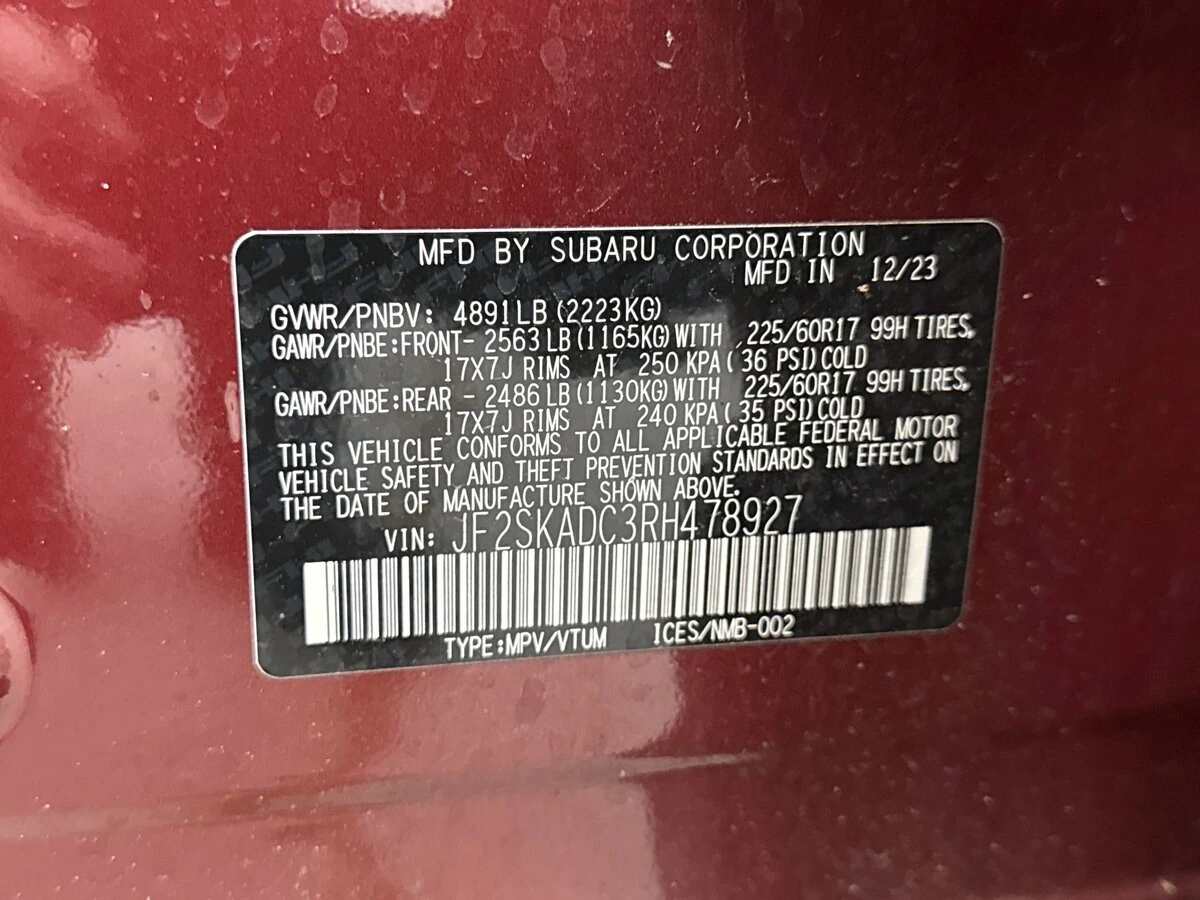 MFD BY SUBARU CORPORATION
MFD IN 12/23
GVWR/PNBV: 4891LB (2223KG)
GAWR/PNBE:FRONT- 2563 LB (1165KG) WITH 225/60R17 99H TIRES,
17X7J RIMS AT 250 KPA ( 36 PSI) COLD
GAWR/PNBE:REAR - 2486 LB (1130KG) WITH 225/60R17 99H TIRES,
17X7J RIMS AT 240 KPA ( 35 PSI) COLD
THIS VEHICLE CONFORMS TO ALL APPLICABLE FEDERAL MOTOR
VEHICLE SAFETY AND THEFT PREVENTION STANDARDS IN EFFECT ON
THE DATE OF MANUFACTURE SHOWN ABOVE.
VIN: JF2SKADC3RH478927
TYPE:MPV/VTUM ICES/NMB-002